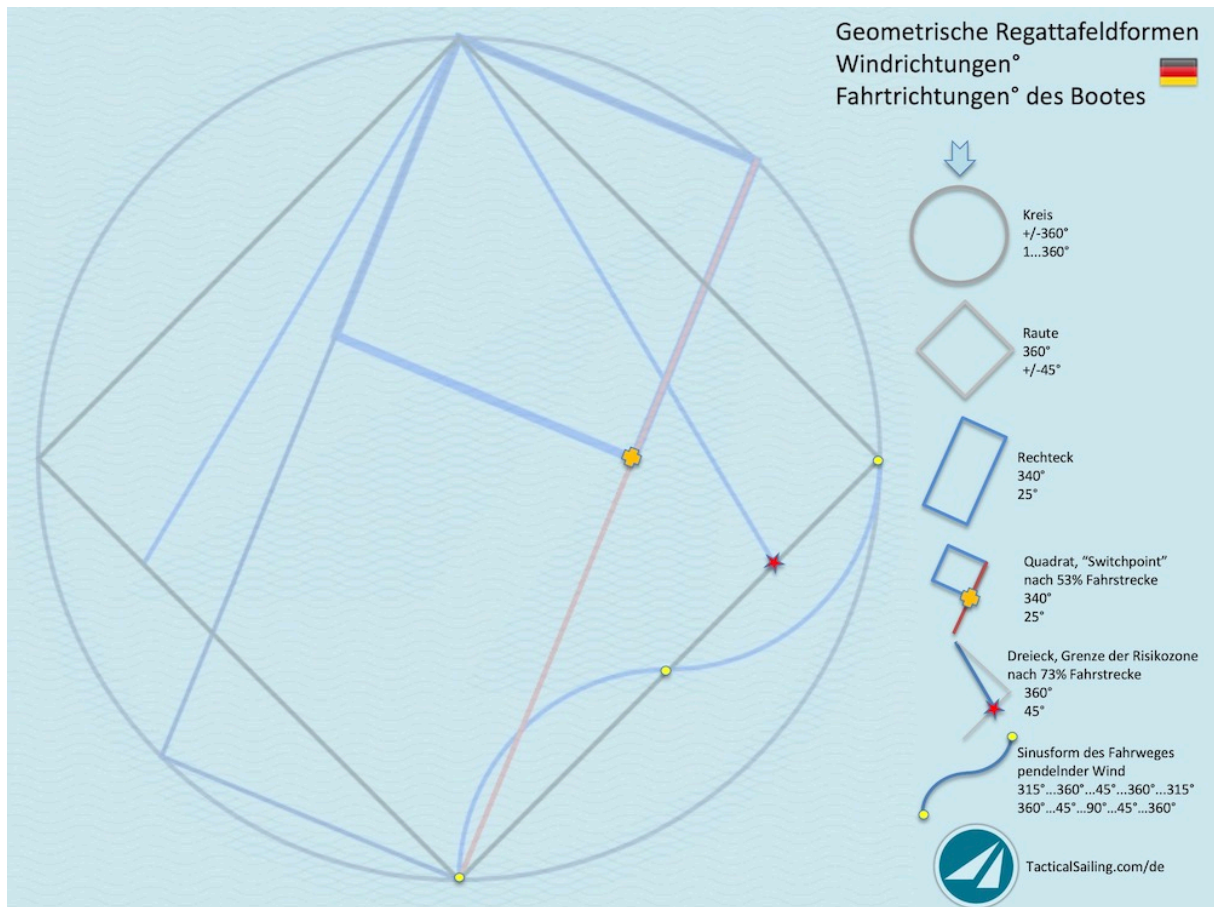 Geometrische Regattafeldformen
Windrichtungen°
Fahrtrichtungen° des Bootes
Kreis
+/-360°
1...360°
Raute
360°
+/-45°
Rechteck
340°
25°
Quadrat, “Switchpoint”
nach 53% Fahrstrecke
340°
25°
Dreieck, Grenze der Risikozone
nach 73% Fahrstrecke
360°
45°
Sinusform des Fahrweges
pendelnder Wind
315°...360°...45°...360°...315°
360°...45°...90°...45°...360°
TacticalSailing.com/de